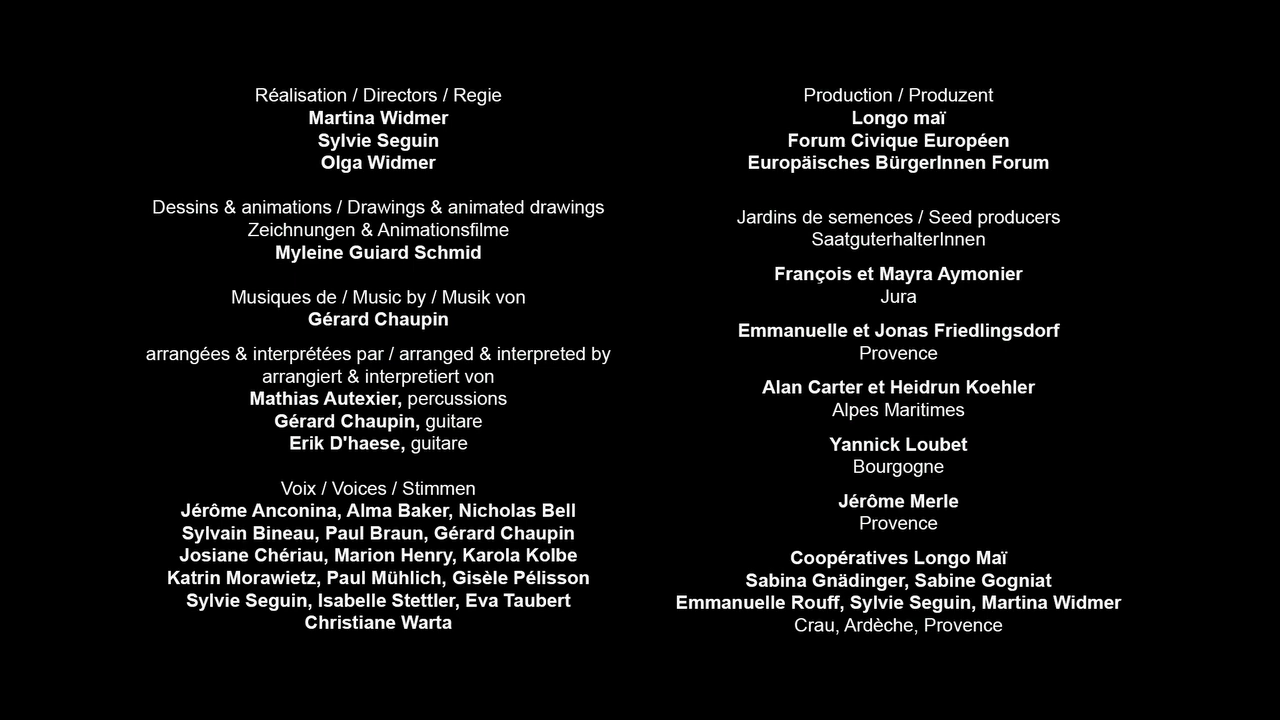 Réalisation / Directors / Regie
Martina Widmer
Sylvie Seguin
Olga Widmer
Dessins & animations / Drawings & animated drawings
Zeichnungen & Animationsfilme
Myleine Guiard Schmid
Musiques de / Music by / Musik von
Gérard Chaupin
arrangées & interprétées par / arranged & interpreted by
arrangiert & interpretiert von
Mathias Autexier, percussions
Gérard Chaupin, guitare
Erik D'haese, guitare
Voix / Voices / Stimmen
Jérôme Anconina, Alma Baker, Nicholas Bell
Sylvain Bineau, Paul Braun, Gérard Chaupin
Josiane Chériau, Marion Henry, Karola Kolbe
Katrin Morawietz, Paul Mühlich, Gisèle Pélisson
Sylvie Seguin, Isabelle Stettler, Eva Taubert
Christiane Warta
Production / Produzent
Longo maï
Forum Civique Européen
Europäisches BürgerInnen Forum
Jardins de semences / Seed producers
SaatguterhalterInnen
François et Mayra Aymonier
Jura
Emmanuelle et Jonas Friedlingsdorf
Provence
Alan Carter et Heidrun Koehler
Alpes Maritimes
Yannick Loubet
Bourgogne
Jérôme Merle
Provence
Coopératives Longo Maï
Sabina Gnädinger, Sabine Gogniat
Emmanuelle Rouff, Sylvie Seguin, Martina Widmer
Crau, Ardèche, Provence